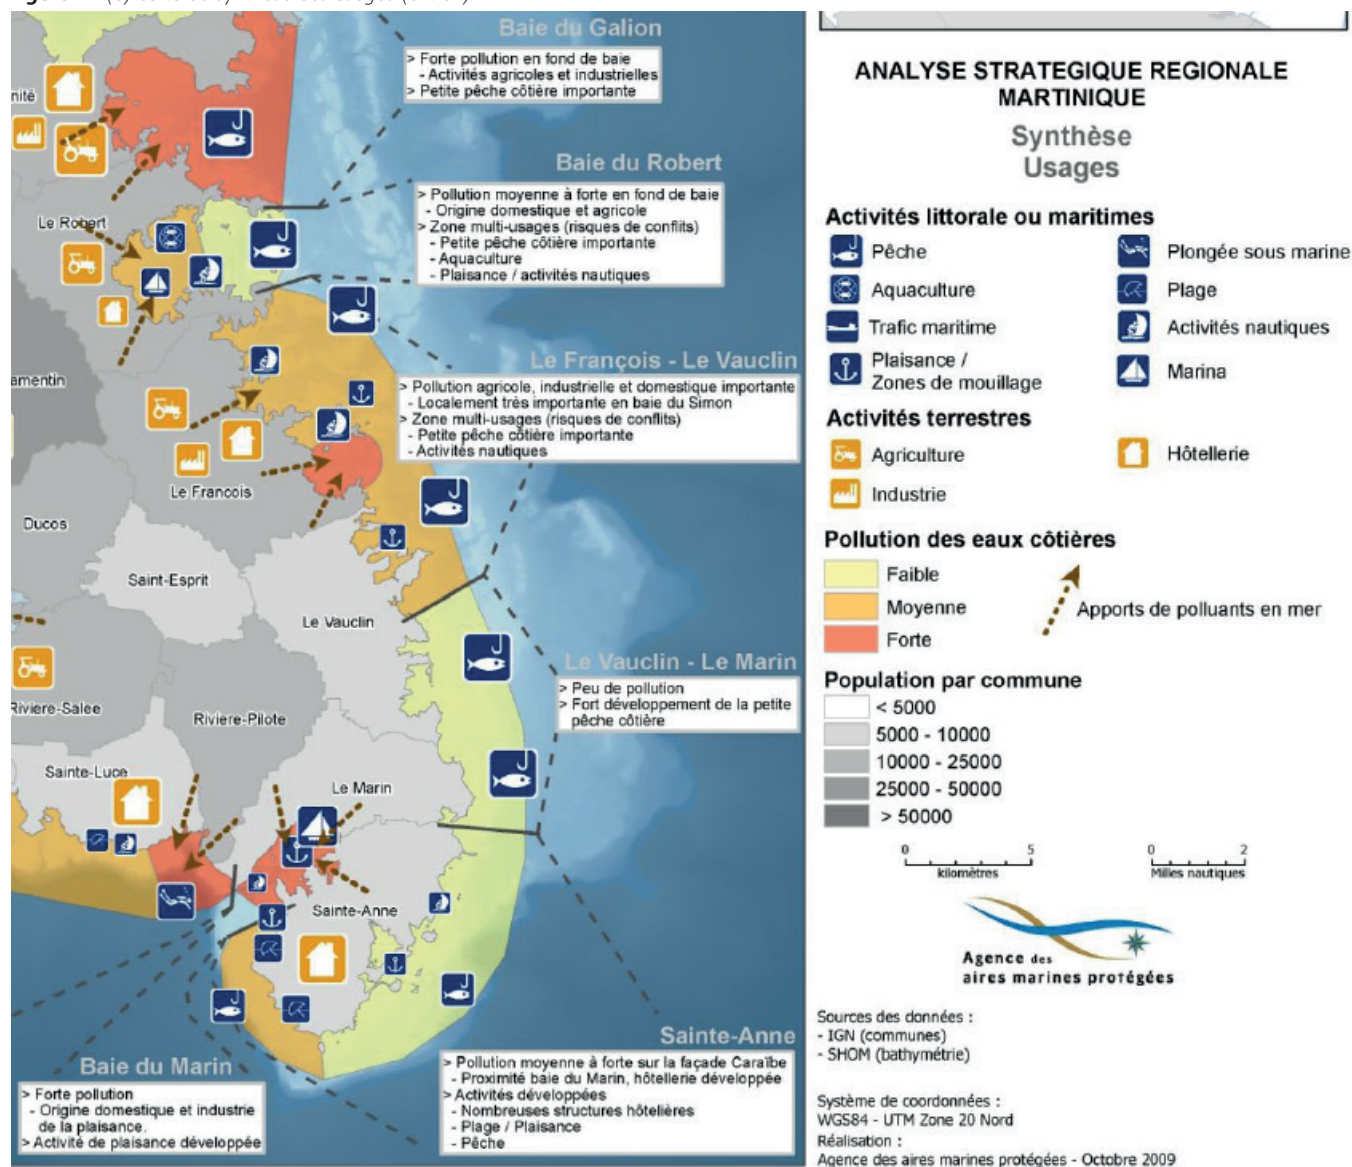 Baie du Galion
> Forte pollution en fond de baie
- Activités agricoles et industrielles
> Petite pêche côtière importante
Baie du Robert
> Pollution moyenne à forte en fond de baie
- Origine domestique et agricole
> Zone multi-usages (risques de conflits)
- Petite pêche côtière importante
- Aquaculture
- Plaisance / activités nautiques
Le François - Le Vauclin
> Pollution agricole, industrielle et domestique importante
- Localement très importante en baie du Simon
> Zone multi-usages (risques de conflits)
- Petite pêche côtière importante
- Activités nautiques
Le Vauclin - Le Marin
> Peu de pollution
> Fort développement de la petite
pêche côtière
Sainte-Anne
> Pollution moyenne à forte sur la façade Caraïbe
- Proximité baie du Marin, hôtellerie développée
> Activités développées
- Nombreuses structures hôtelières
- Plage / Plaisance
- Pêche
Baie du Marin
> Forte pollution
- Origine domestique et industrie
de la plaisance.
> Activité de plaisance développée
nité
Le Robert
amentin
Le Francois
Ducos
Saint-Esprit
Le Vauclin
Riviere-Salee
Riviere-Pilote
Sainte-Luce
Le Marin
Sainte-Anne
ANALYSE STRATEGIQUE REGIONALE
MARTINIQUE
Synthèse
Usages
Activités littorale ou maritimes
Pêche
Plongée sous marine
Aquaculture
Plage
Trafic maritime
Activités nautiques
Plaisance /
Zones de mouillage
Marina
Activités terrestres
Agriculture
Hôtellerie
Industrie
Pollution des eaux côtières
Faible
Moyenne
Forte
Apports de polluants en mer
Population par commune
< 5000
5000 - 10000
10000 - 25000
25000 - 50000
> 50000
0 5
kilomètres
0 2
Milles nautiques
Agence des
aires marines protégées
Sources des données :
- IGN (communes)
- SHOM (bathymétrie)
Système de coordonnées :
WGS84 - UTM Zone 20 Nord
Réalisation :
Agence des aires marines protégées - Octobre 2009